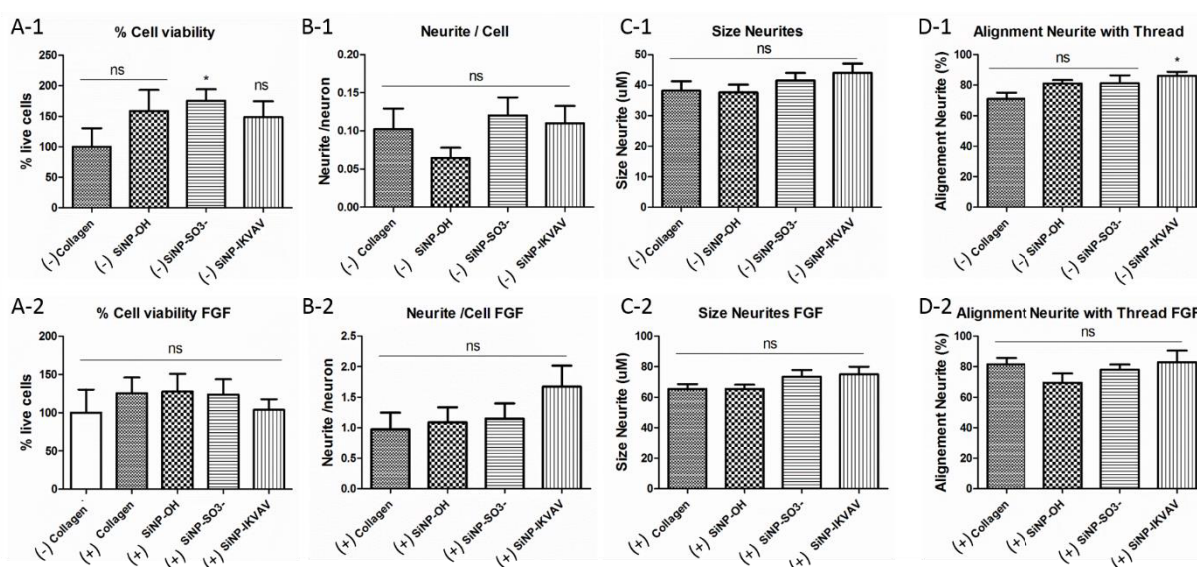 A-1
% Cell viability
% live cells
200
150
100
50
0
ns
*
ns
(-) Collagen
(-) SiNP-OH
(-) SiNP-SO3-
(-) SiNP-IKVAV
B-1
Neurite / Cell
Neurite /neuron
0.20
0.15
0.10
0.05
0.00
ns
(-) Collagen
(-) SiNP-OH
(-) SiNP-SO3-
(-) SiNP-IKVAV
C-1
Size Neurites
Size Neurite (uM)
50
40
30
20
10
0
ns
(-) Collagen
(-) SiNP-OH
(-) SiNP-SO3-
(-) SiNP-IKVAV
D-1
Alignment Neurite with Thread
Alignement Neurite (%)
100
80
60
40
20
0
ns
*
(-) Collagen
(-) SiNP-OH
(-) SiNP-SO3-
(-) SiNP-IKVAV
A-2
% Cell viability FGF
% live cells
200
150
100
50
0
ns
(-) Collagen
(+) Collagen
(+) SiNP-OH
(+) SiNP-SO3-
(+) SiNP-IKVAV
B-2
Neurite /Cell FGF
Neurite /neuron
2.5
2.0
1.5
1.0
0.5
0.0
ns
(+) Collagen
(+) SiNP-OH
(+) SiNP-SO3-
(+) SiNP-IKVAV
C-2
Size Neurites FGF
Size Neurite (uM)
100
80
60
40
20
0
ns
(+) Collagen
(+) SiNP-OH
(+) SiNP-SO3-
(+) SiNP-IKVAV
D-2
Alignment Neurite with Thread FGF
Alignement Neurite (%)
100
80
60
40
20
0
ns
(+) Collagen
(+) SiNP-OH
(+) SiNP-SO3-
(+) SiNP-IKVAV